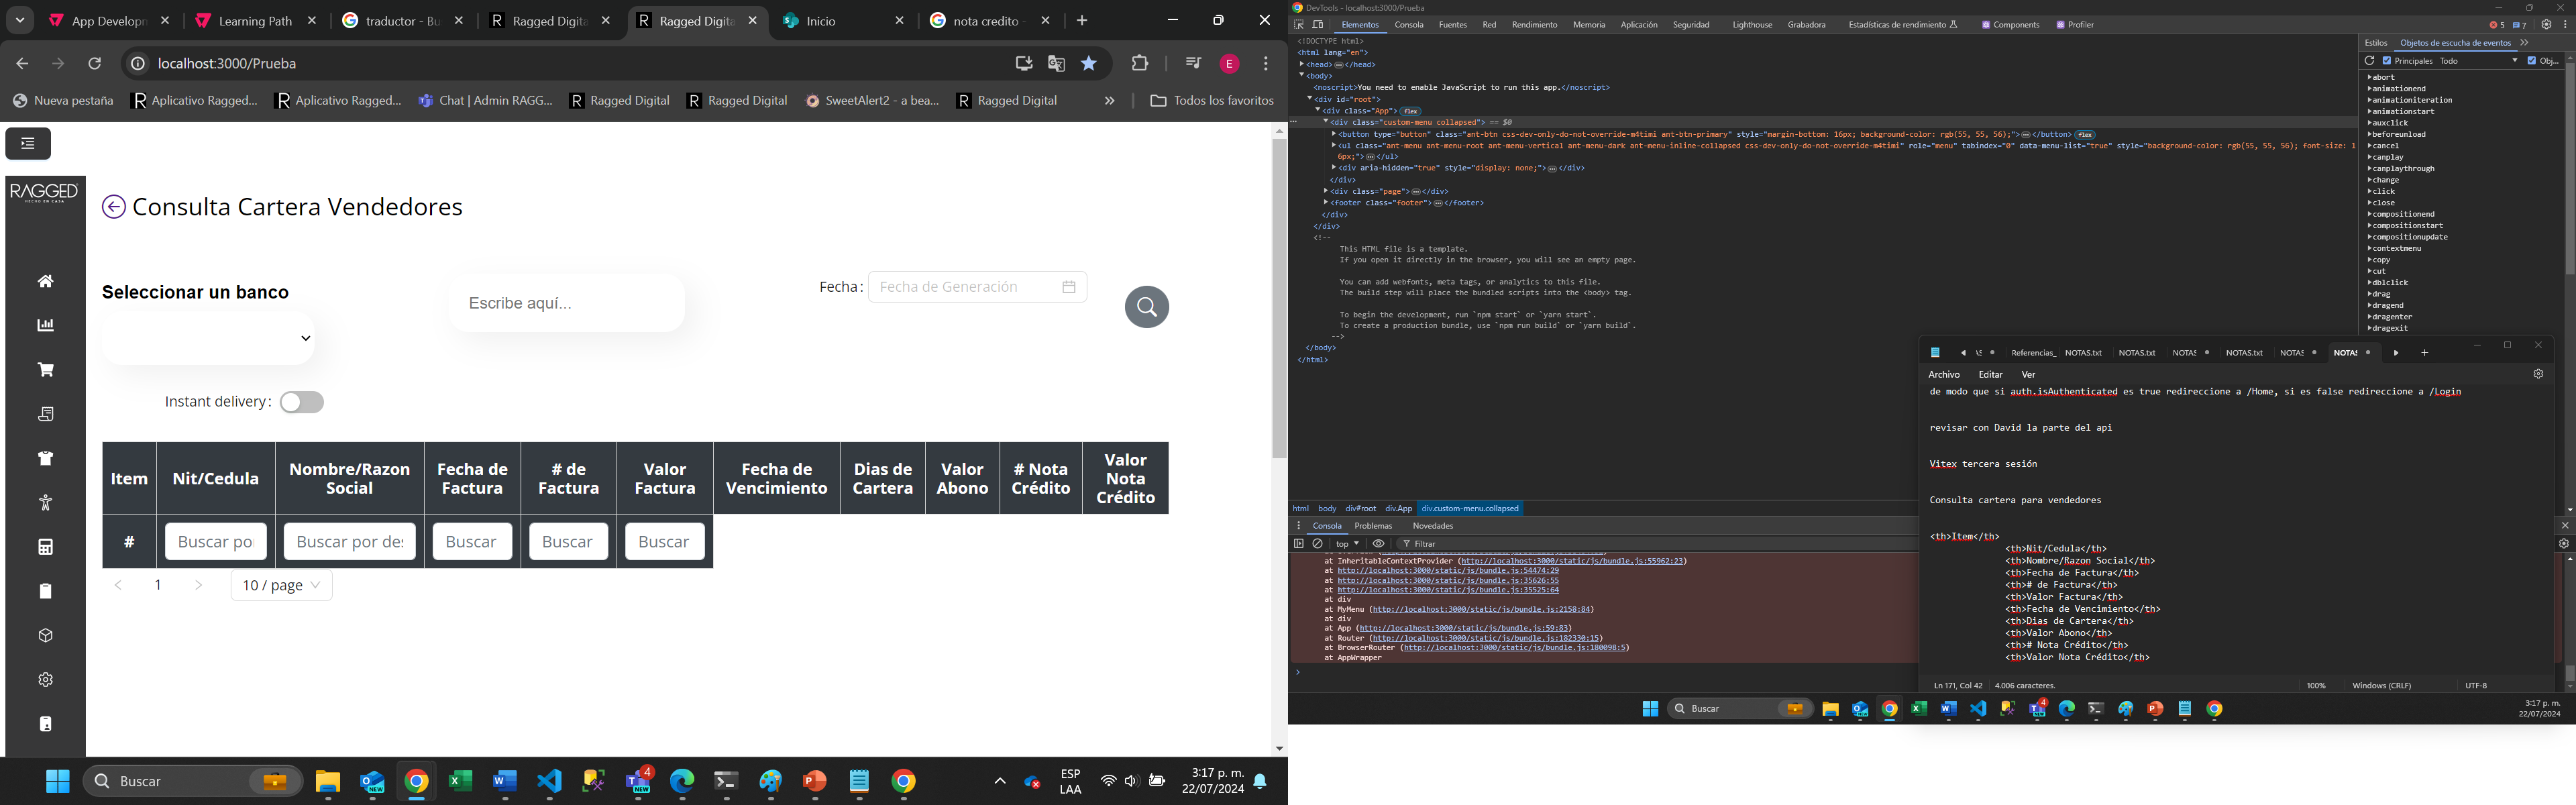 App Developm
Learning Path
traductor - Bu
Ragged Digita
Ragged Digita
Inicio
nota credito -
localhost:3000/Prueba
E
Nueva pestaña
Aplicativo Ragged...
Aplicativo Ragged...
Chat | Admin RAGG...
Ragged Digital
Ragged Digital
SweetAlert2 - a bea...
Ragged Digital
Todos los favoritos
RAGGED
HECHO EN CASA
Consulta Cartera Vendedores
Seleccionar un banco
Escribe aquí...
Fecha:
Fecha de Generación
Instant delivery:
Item
Nit/Cedula
Nombre/Razon Social
Fecha de Factura
# de Factura
Valor Factura
Fecha de Vencimiento
Dias de Cartera
Valor Abono
# Nota Crédito
Valor Nota Crédito
#
Buscar po
Buscar por de
Buscar
Buscar
Buscar
1
10 / page
Buscar
ESP
LAA
3:17 p. m.
22/07/2024
DevTools - localhost:3000/Prueba
Elementos Consola Fuentes Red Rendimiento Memoria Aplicación Seguridad Lighthouse Grabadora Estadísticas de rendimiento Components Profiler
5 7
<!DOCTYPE html>
<html lang="en">
<head></head>
<body>
<noscript>You need to enable JavaScript to run this app.</noscript>
<div id="root">
<div class="App"> flex
<div class="custom-menu collapsed"> == $0
<button type="button" class="ant-btn css-dev-only-do-not-override-m4timi ant-btn-primary" style="margin-bottom: 16px; background-color: rgb(55, 55, 56);"></button> flex
<ul class="ant-menu ant-menu-root ant-menu-vertical ant-menu-dark ant-menu-inline-collapsed css-dev-only-do-not-override-m4timi" role="menu" tabindex="0" data-menu-list="true" style="background-color: rgb(55, 55, 56); font-size: 1
6px;"></ul>
<div aria-hidden="true" style="display: none;"></div>
</div>
<div class="page"></div>
<footer class="footer"></footer>
</div>
</div>
<!--
This HTML file is a template.
If you open it directly in the browser, you will see an empty page.
You can add webfonts, meta tags, or analytics to this file.
The build step will place the bundled scripts into the <body> tag.
To begin the development, run `npm start` or `yarn start`.
To create a production bundle, use `npm run build` or `yarn build`.
-->
</body>
</html>
html body div#root div.App div.custom-menu.collapsed
Consola Problemas Novedades
top
Filtrar
at InheritableContextProvider (http://localhost:3000/static/js/bundle.js:55962:23)
at http://localhost:3000/static/js/bundle.js:54474:29
at http://localhost:3000/static/js/bundle.js:35626:55
at http://localhost:3000/static/js/bundle.js:35525:64
at div
at MyMenu (http://localhost:3000/static/js/bundle.js:2158:84)
at div
at App (http://localhost:3000/static/js/bundle.js:59:83)
at Router (http://localhost:3000/static/js/bundle.js:182330:15)
at BrowserRouter (http://localhost:3000/static/js/bundle.js:180098:5)
at AppWrapper
Estilos Objetos de escucha de eventos
Principales Todo Obj...
abort
animationend
animationiteration
animationstart
auxclick
beforeunload
cancel
canplay
canplaythrough
change
click
close
compositionend
compositionstart
compositionupdate
contextmenu
copy
cut
dblclick
drag
dragend
dragenter
dragexit
Referencias_
NOTAS.txt
NOTAS.txt
NOTAS
NOTAS.txt
NOTAS
NOTAS
Archivo Editar Ver
de modo que si auth.isAuthenticated es true redireccione a /Home, si es false redireccione a /Login
revisar con David la parte del api
Vitex tercera sesión
Consulta cartera para vendedores
<th>Item</th>
<th>Nit/Cedula</th>
<th>Nombre/Razon Social</th>
<th>Fecha de Factura</th>
<th># de Factura</th>
<th>Valor Factura</th>
<th>Fecha de Vencimiento</th>
<th>Dias de Cartera</th>
<th>Valor Abono</th>
<th># Nota Crédito</th>
<th>Valor Nota Crédito</th>
Ln 171, Col 42
4.006 caracteres.
100%
Windows (CRLF)
UTF-8
Buscar
3:17 p. m.
22/07/2024